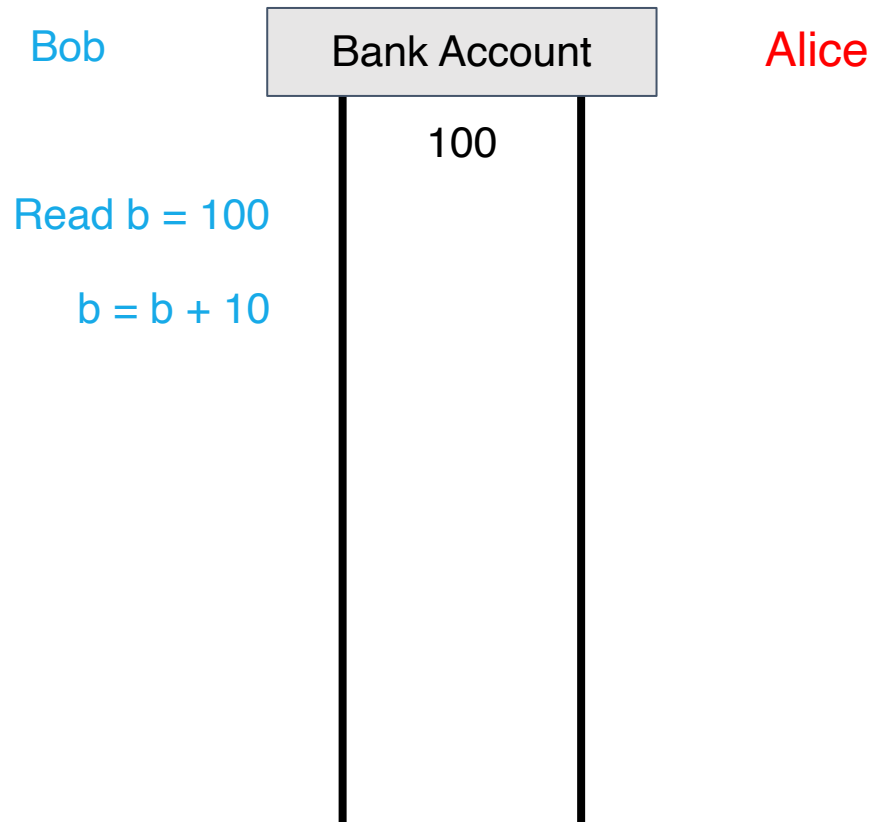 Bob
Bank Account
Alice
100
Read b = 100
b = b + 10